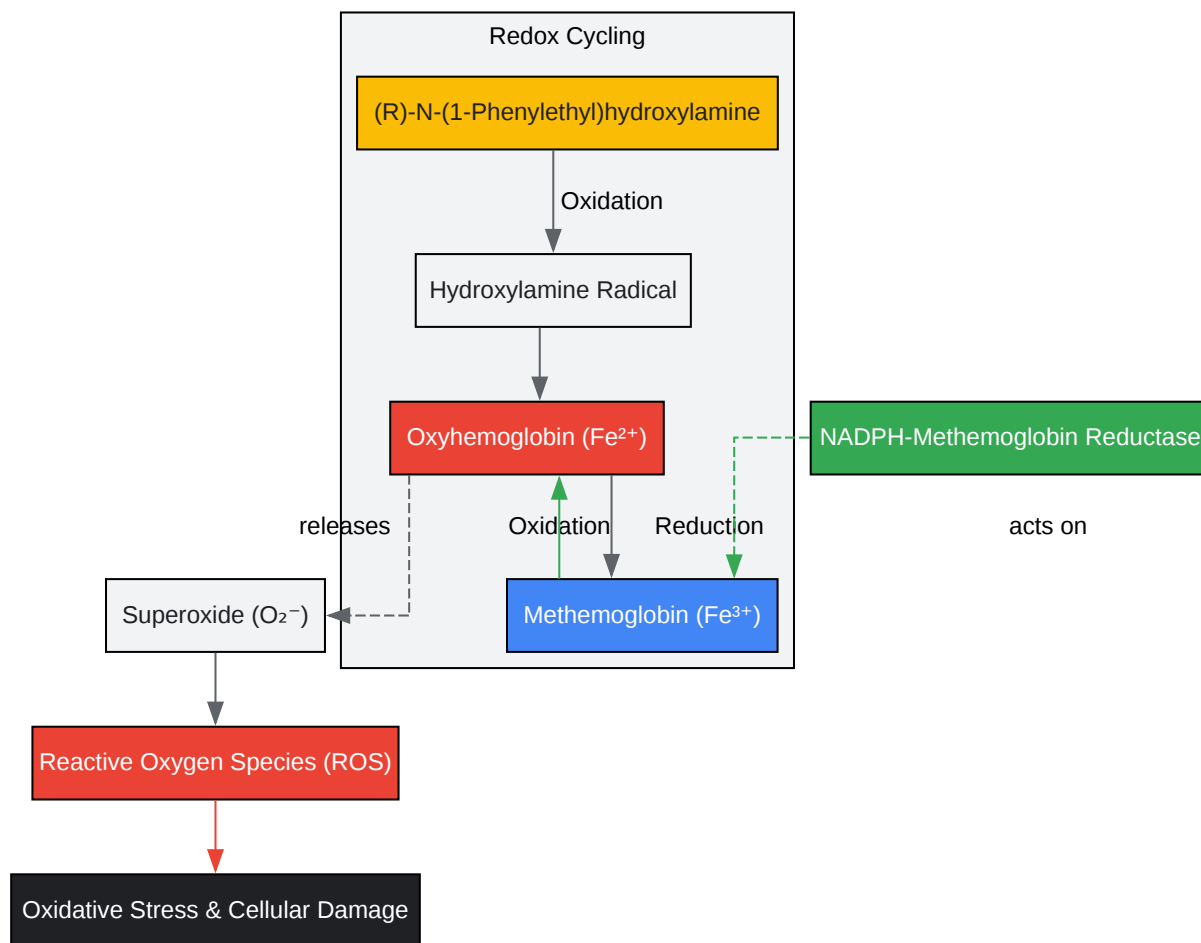 Redox Cycling
(R)-N-(1-Phenylethyl)hydroxylamine
Oxidation
Hydroxylamine Radical
Oxyhemoglobin (Fe²⁺)
NADPH-Methemoglobin Reductase
releases
Oxidation
Reduction
acts on
Superoxide (O₂⁻)
Methemoglobin (Fe³⁺)
Reactive Oxygen Species (ROS)
Oxidative Stress & Cellular Damage